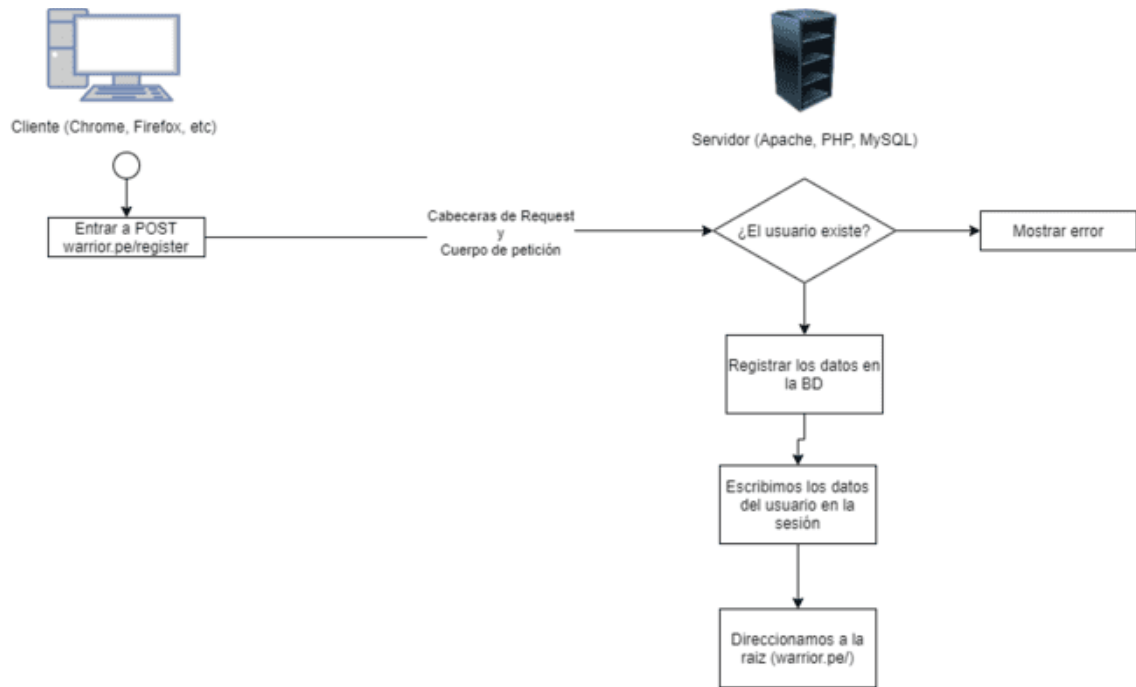 Cliente (Chrome, Firefox, etc)
Servidor (Apache, PHP, MySQL)
Entrar a POST
warrior.pe/register
Cabeceras de Request
y
Cuerpo de petición
¿El usuario existe?
Mostrar error
Registrar los datos en
la BD
Escribimos los datos
del usuario en la
sesión
Direccionamos a la
raiz (warrior.pe/)